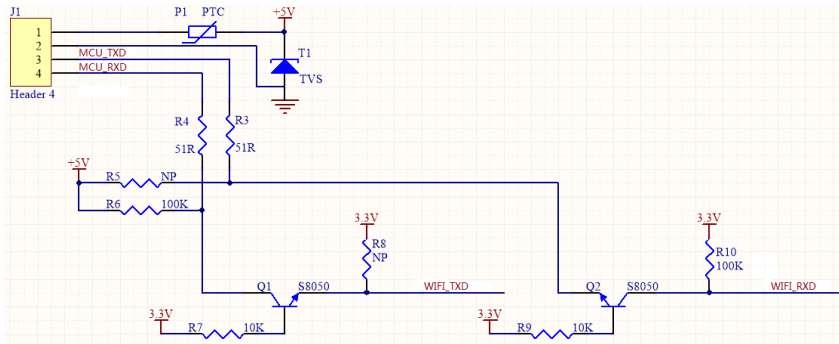 J1
P1 PTC
+5V
1
2
3
4
MCU_TXD
MCU_RXD
T1
TVS
Header 4
R4
R3
51R
51R
+5V
R5 NP
R6 100K
3.3V
R8
NP
3.3V
R10
100K
Q1 S8050
WIFI_TXD
Q2 S8050
WIFI_RXD
3.3V
R7 10K
3.3V
R9 10K